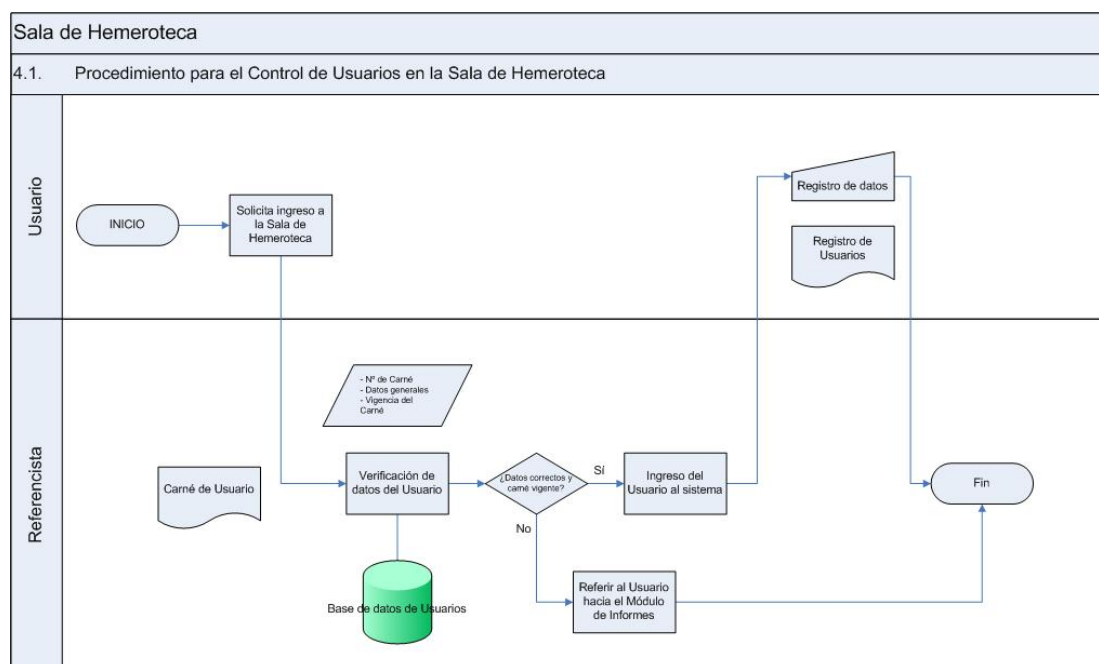 Sala de Hemeroteca
4.1. Procedimiento para el Control de Usuarios en la Sala de Hemeroteca
Usuario
INICIO
Solicita ingreso a
la Sala de
Hemeroteca
Registro de datos
Registro de
Usuarios
Referencista
- Nº de Carné
- Datos generales
- Vigencia del
Carné
Carné de Usuario
Verificación de
datos del Usuario
¿Datos correctos y
carné vigente?
Sí
No
Ingreso del
Usuario al sistema
Fin
Base de datos de Usuarios
Referir al Usuario
hacia el Módulo
de Informes